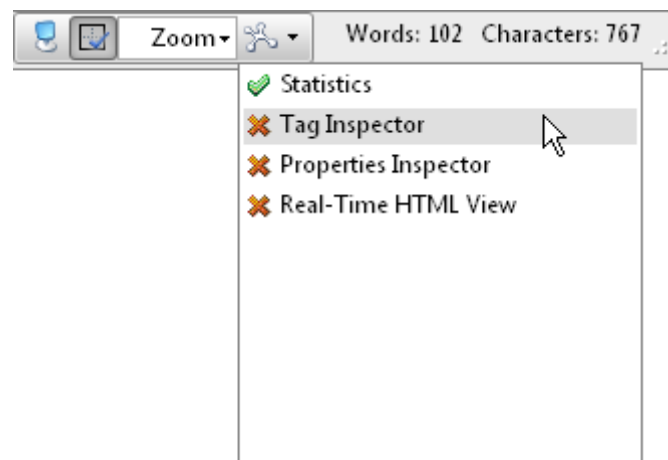 Zoom Words: 102 Characters: 767
Statistics
Tag Inspector
Properties Inspector
Real-Time HTML View